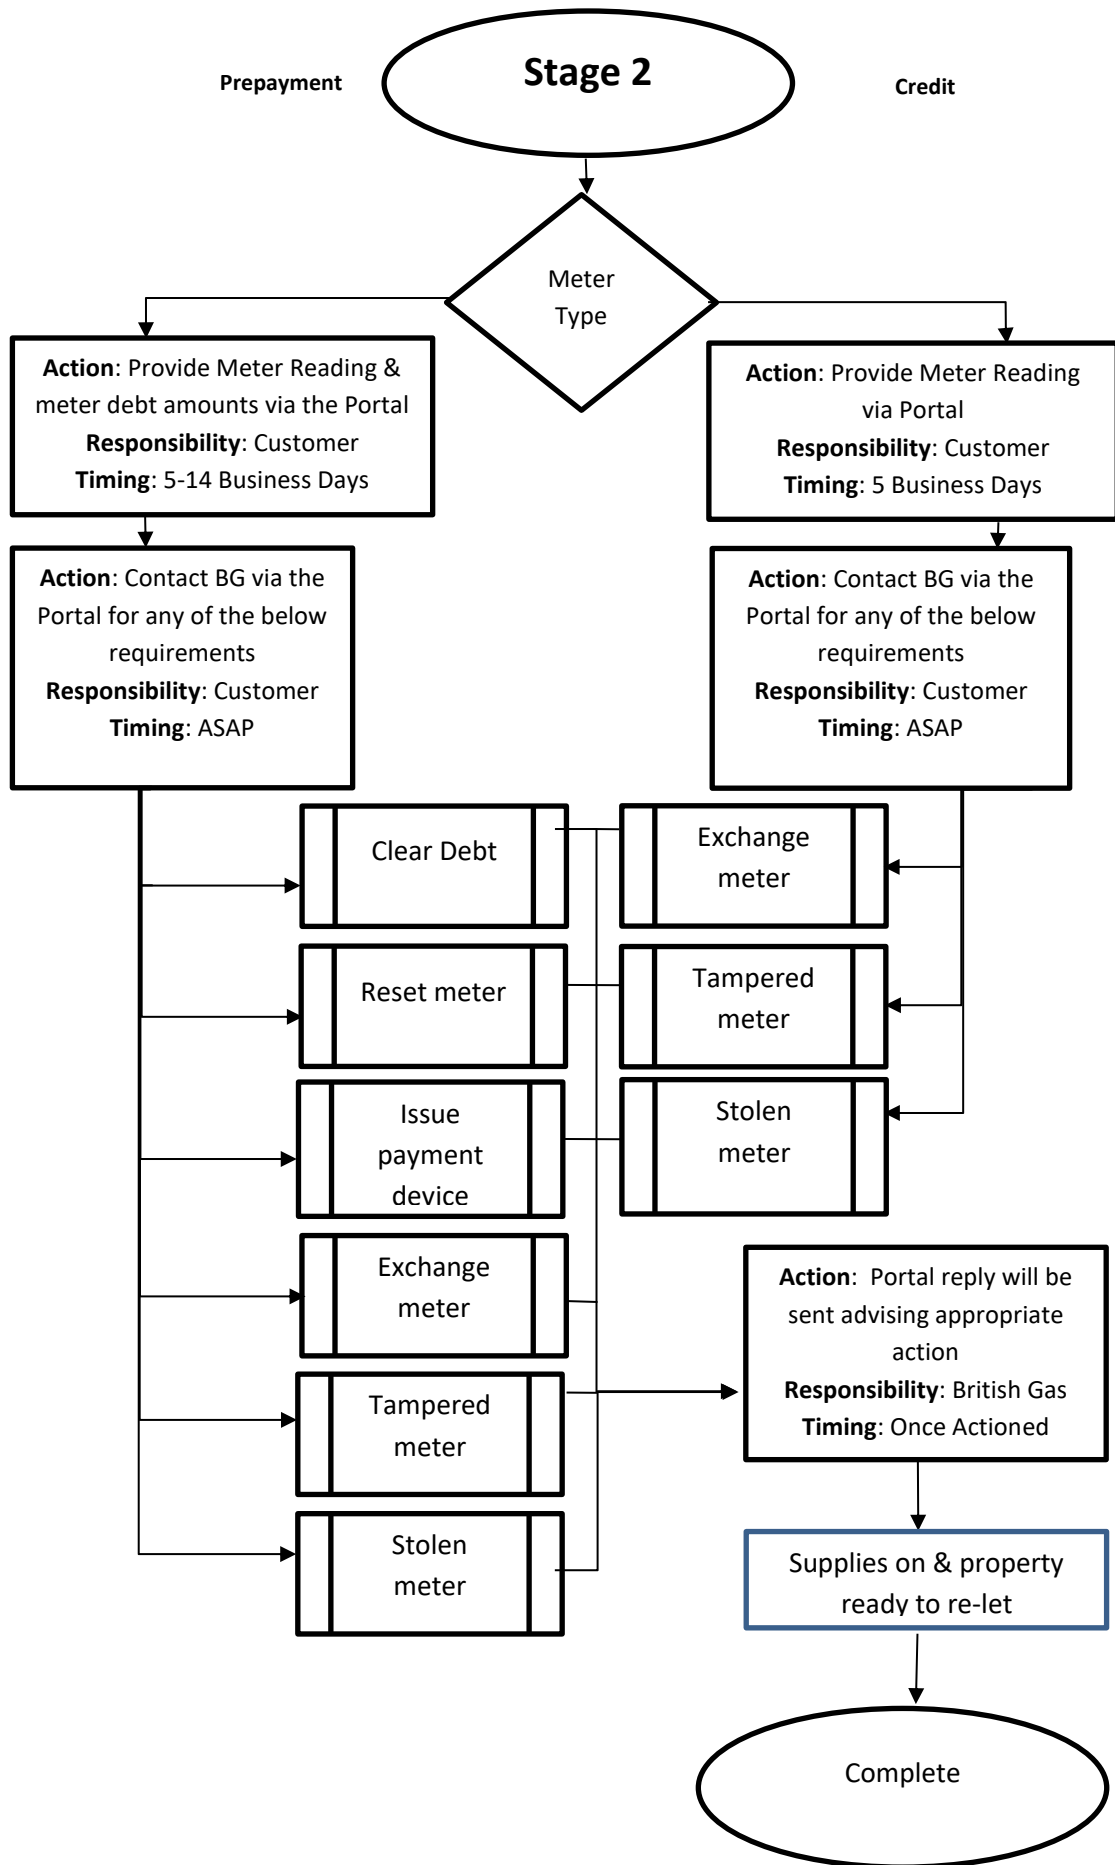 Prepayment
Stage 2
Credit
Meter
Type
Action: Provide Meter Reading &
meter debt amounts via the Portal
Responsibility: Customer
Timing: 5-14 Business Days
Action: Provide Meter Reading
via Portal
Responsibility: Customer
Timing: 5 Business Days
Action: Contact BG via the
Portal for any of the below
requirements
Responsibility: Customer
Timing: ASAP
Action: Contact BG via the
Portal for any of the below
requirements
Responsibility: Customer
Timing: ASAP
Clear Debt
Exchange
meter
Reset meter
Tampered
meter
Issue
payment
device
Stolen
meter
Exchange
meter
Tampered
meter
Stolen
meter
Action:  Portal reply will be
sent advising appropriate
action
Responsibility: British Gas
Timing: Once Actioned
Supplies on & property
ready to re-let
Complete